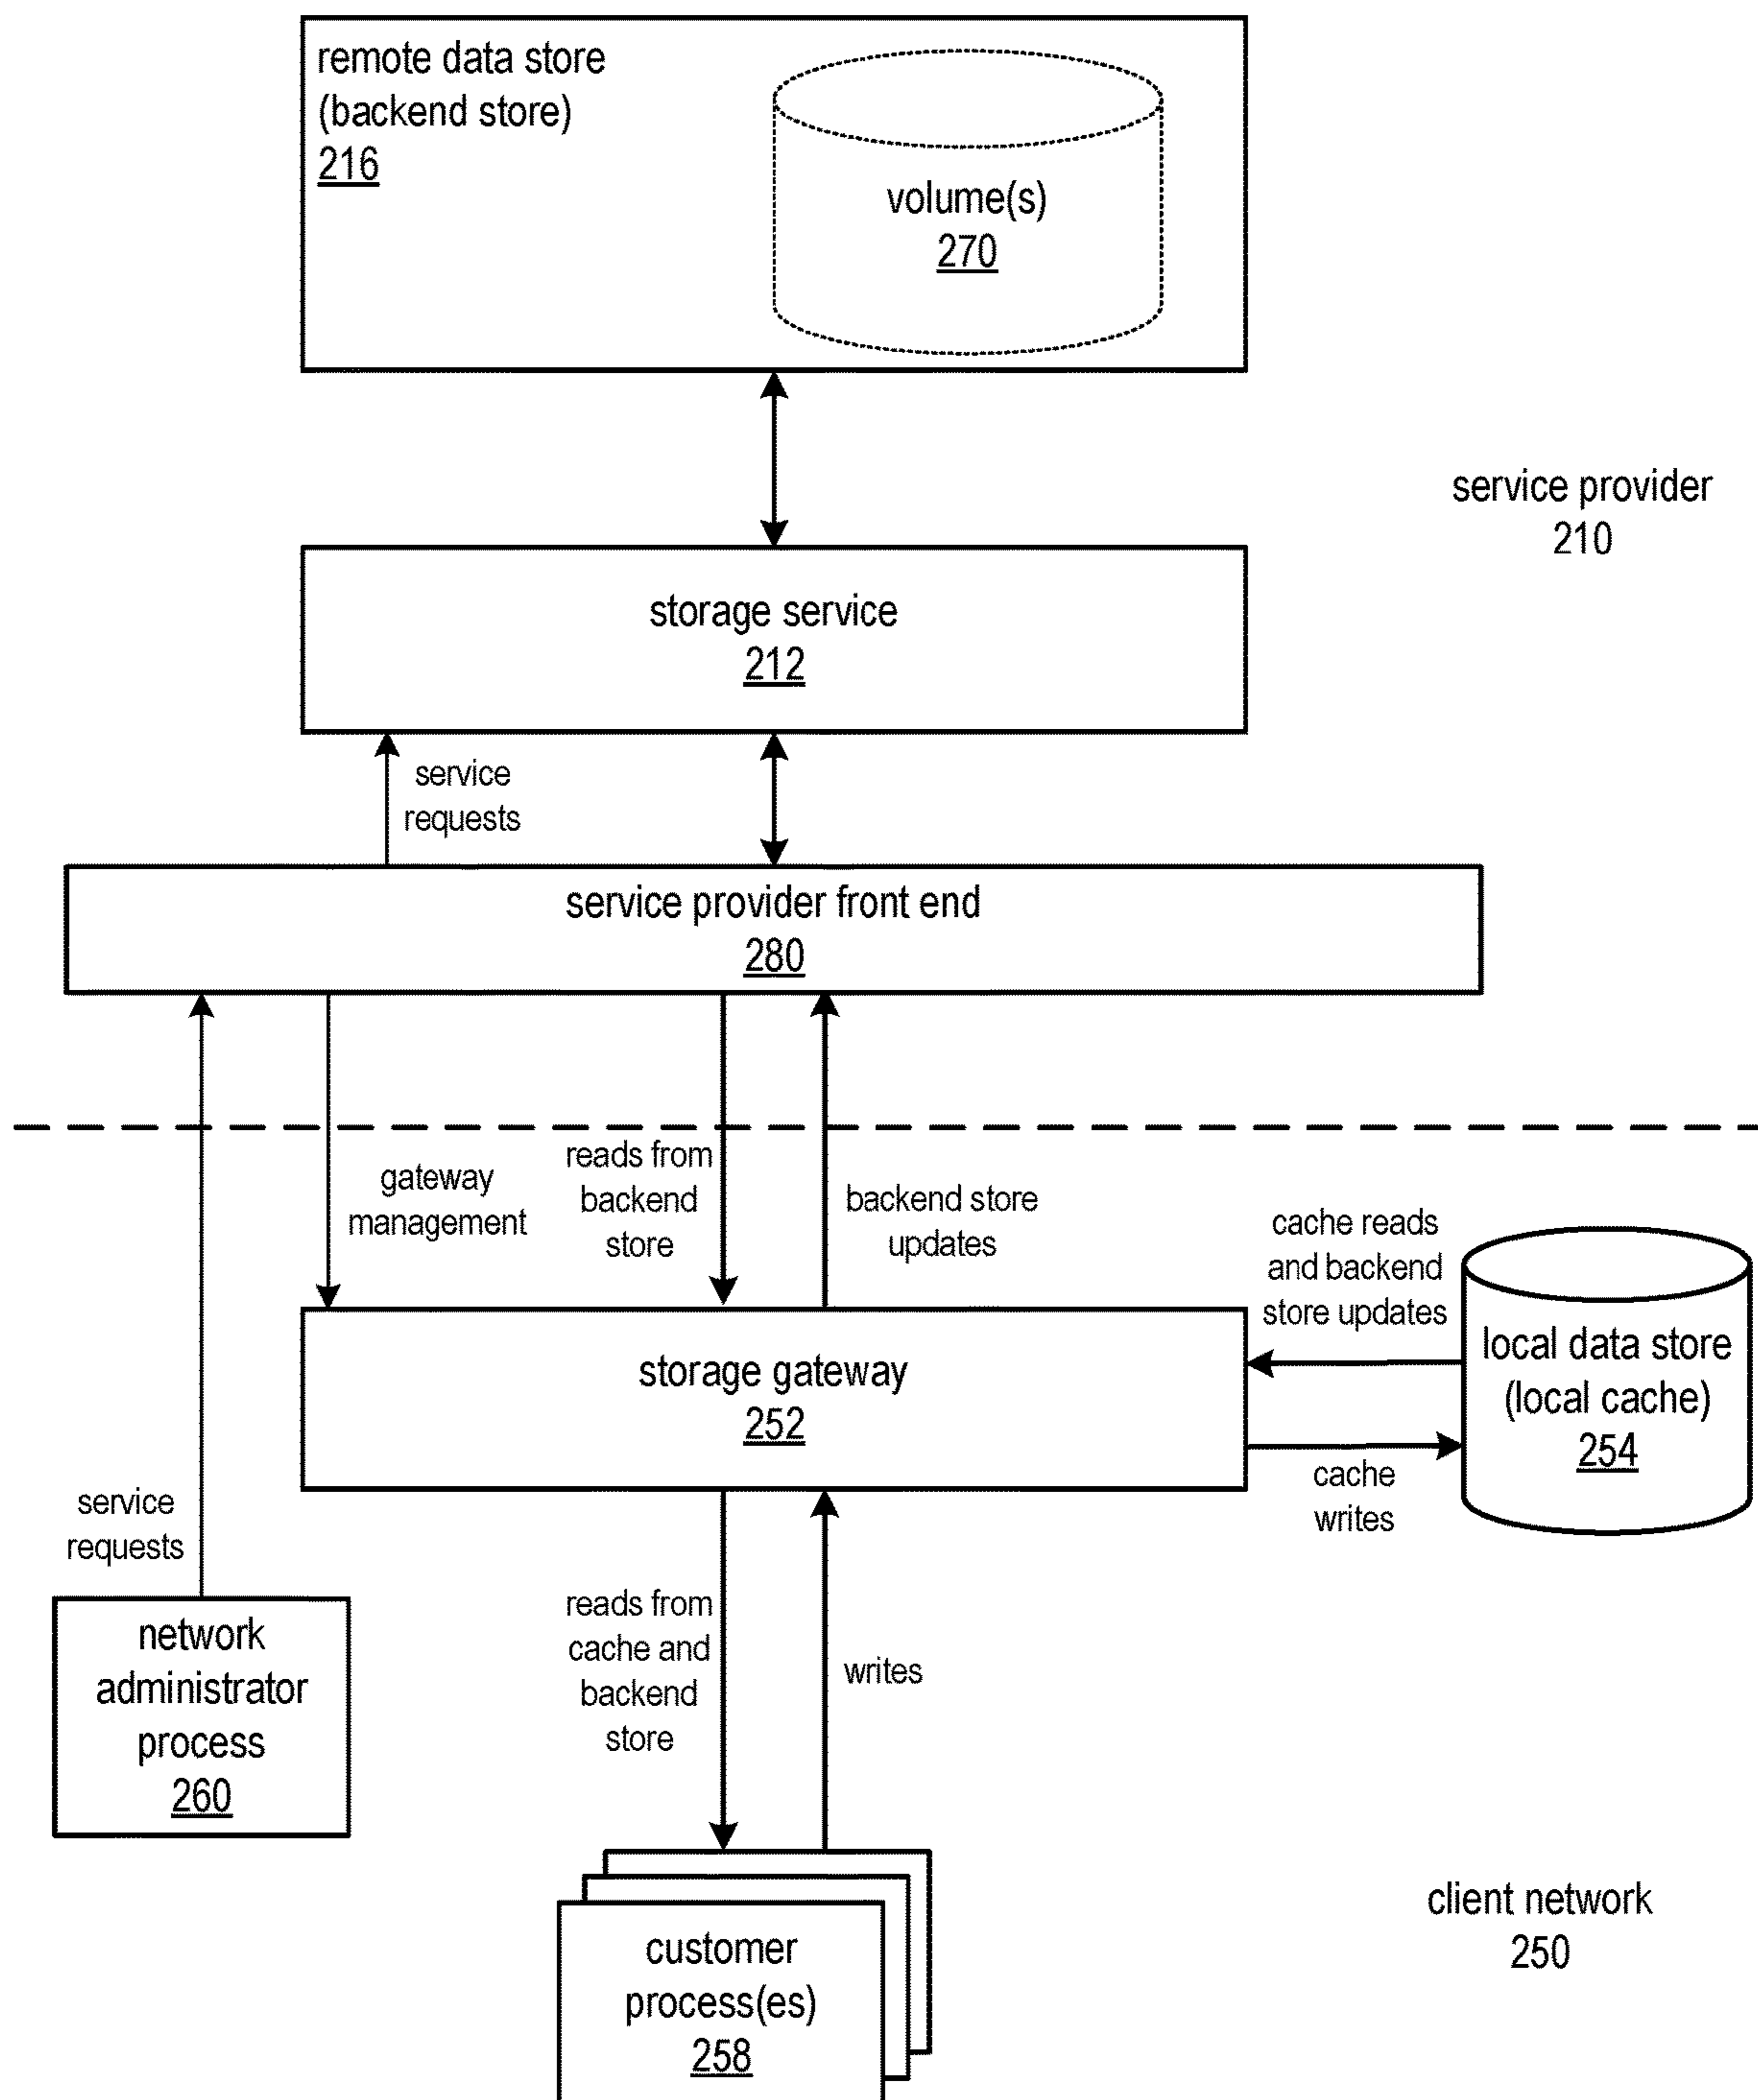 remote data store
(backend store)
216
volume(s)
270
service provider
210
storage service
212
service
requests
service provider front end
280
gateway
management
reads from
backend
store
backend store
updates
cache reads
and backend
store updates
local data store
(local cache)
254
storage gateway
252
cache
writes
service
requests
network
administrator
process
260
reads from
cache and
backend
store
writes
customer
process(es)
258
client network
250